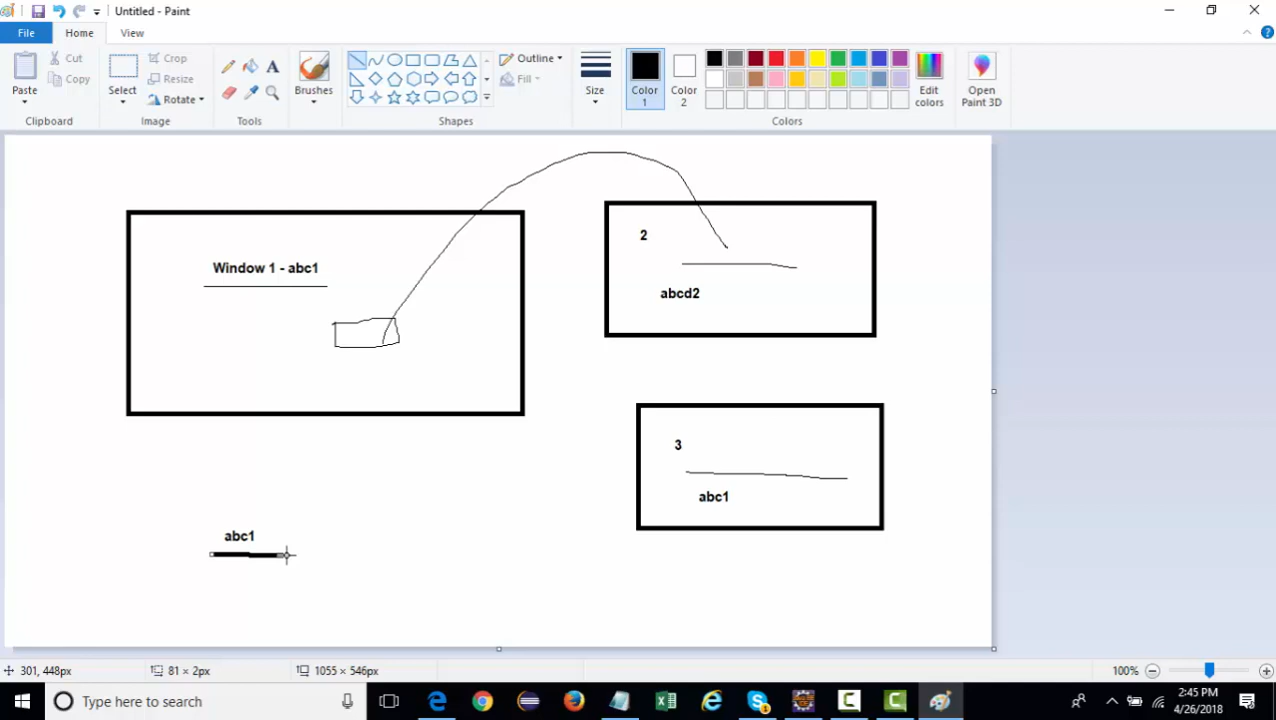 Untitled - Paint
File Home View
Paste
Cut
Copy
Clipboard
Select
Crop
Resize
Rotate
Image
Tools
A
Brushes
Outline
Fill
Shapes
Size
Color 1
Color 2
Edit colors
Colors
Open Paint 3D
Window 1 - abc1
2
abcd2
3
abc1
abc1
301, 448px 81 × 2px 1055 × 546px 100%
Type here to search
2:45 PM
4/26/2018